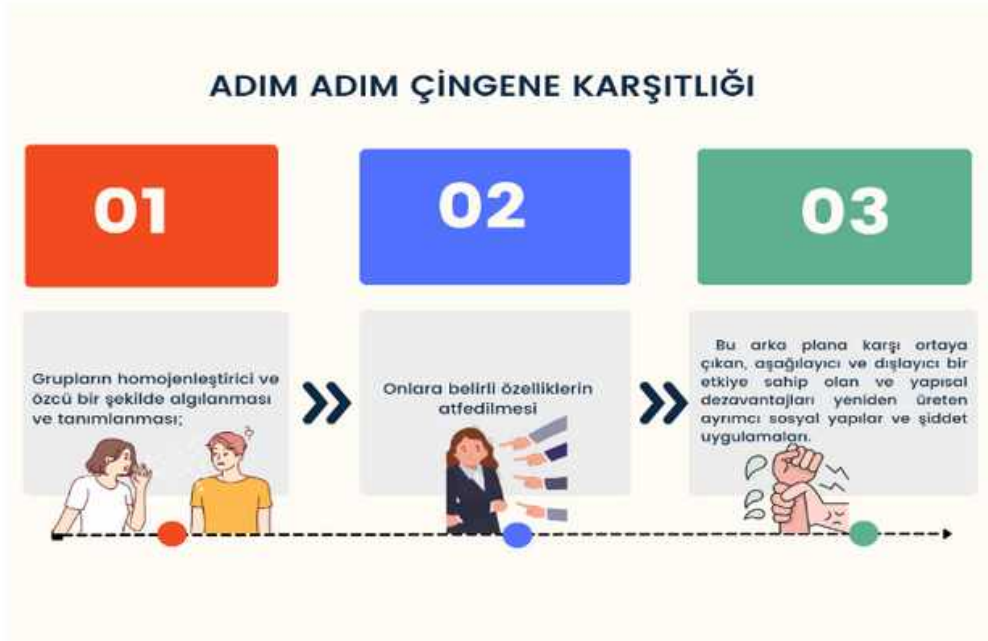 ADIM ADIM ÇİNGENE KARŞITLIĞI
01
02
03
Grupların homojenleştirici ve
özcü bir şekilde algılanması
ve tanımlanması;
Onlara belirli özelliklerin
atfedilmesi
Bu arka plana karşı ortaya
çıkan, aşağılayıcı ve dışlayıcı bir
etkiye sahip olan ve yapısal
dezavantajları yeniden üreten
ayrımcı sosyal yapılar ve şiddet
uygulamaları.